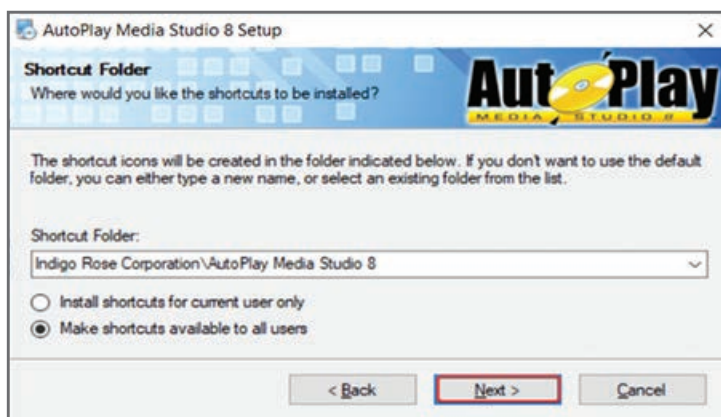 AutoPlay Media Studio 8 Setup
Shortcut Folder
Where would you like the shortcuts to be installed?
AutoPlay
MEDIA STUDIO 8
The shortcut icons will be created in the folder indicated below. If you don't want to use the default
folder, you can either type a new name, or select an existing folder from the list.
Shortcut Folder:
Indigo Rose Corporation\AutoPlay Media Studio 8
Install shortcuts for current user only
Make shortcuts available to all users
< Back
Next >
Cancel